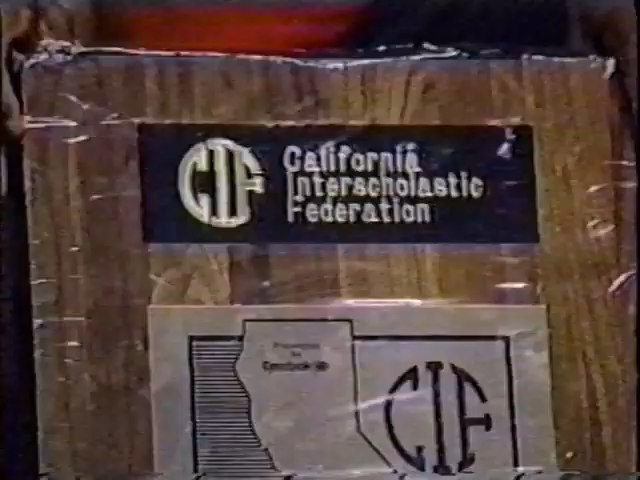 CIF
California
Interscholastic
Federation
CIF